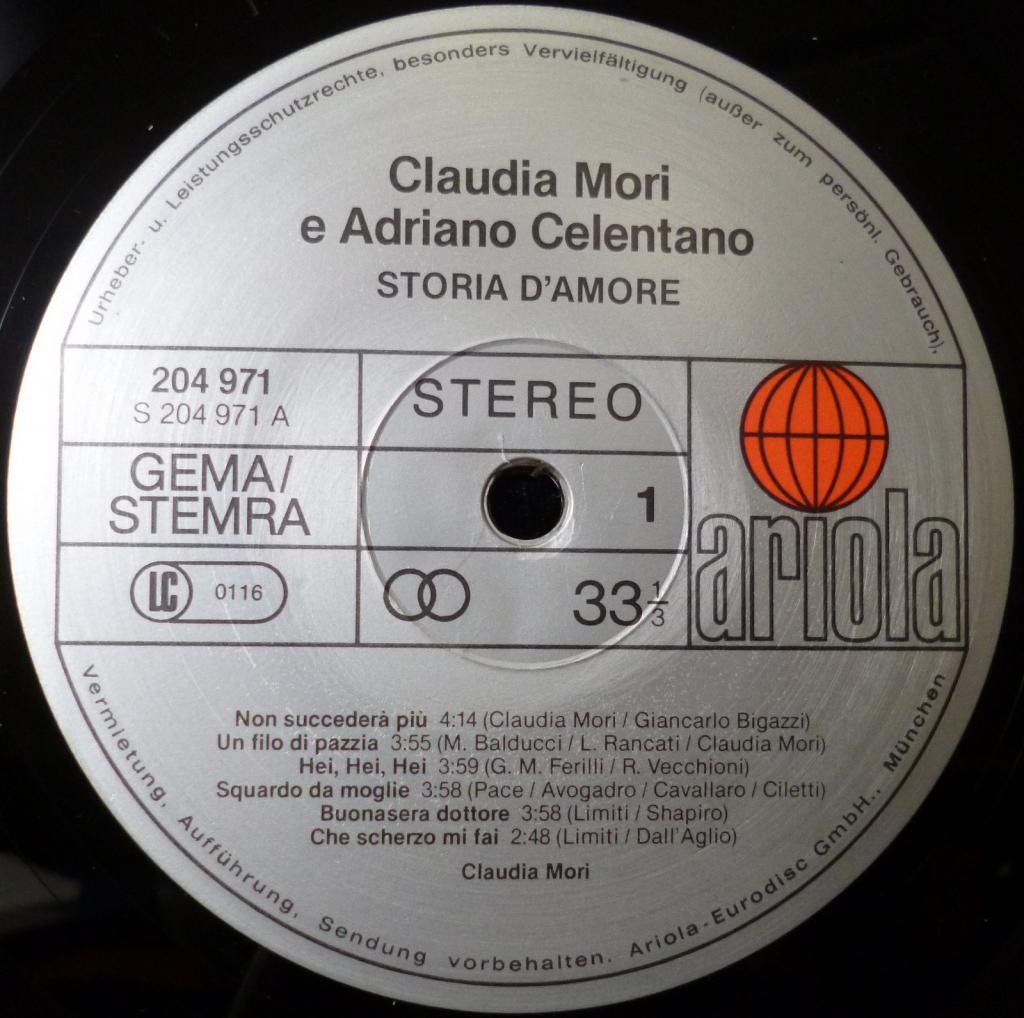 Urheber- u. Leistungsschutzrechte, besonders Vervielfältigung (außer zum persönl. Gebrauch),
Claudia Mori
e Adriano Celentano
STORIA D'AMORE
204 971
S 204 971 A
STEREO
GEMA/
STEMRA
1
LC 0116
33 1/3
ariola
Non succederà più 4:14 (Claudia Mori / Giancarlo Bigazzi)
Un filo di pazzia 3:55 (M. Balducci / L. Rancati / Claudia Mori)
Hei, Hei, Hei 3:59 (G. M. Ferilli / R. Vecchioni)
Squardo da moglie 3:58 (Pace / Avogadro / Cavallaro / Ciletti)
Buonasera dottore 3:58 (Limiti / Shapiro)
Che scherzo mi fai 2:48 (Limiti / Dall'Aglio)
Claudia Mori
Vermietung, Aufführung, Sendung vorbehalten. Ariola-Eurodisc GmbH., München